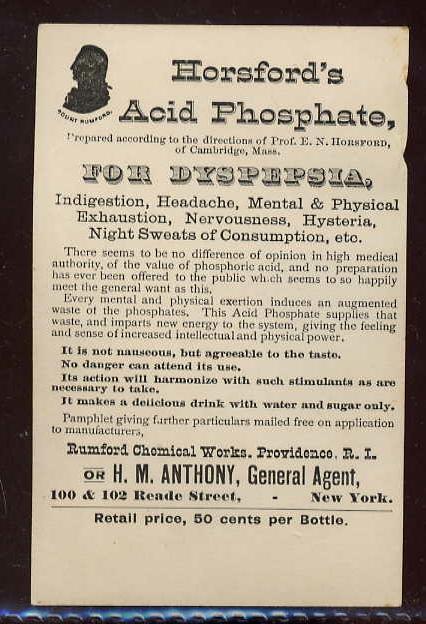 COUNT RUMFORD.
Horsford's
Acid Phosphate,
Prepared according to the directions of Prof. E. N. HORSFORD,
of Cambridge, Mass.
FOR DYSPEPSIA,
Indigestion, Headache, Mental & Physical
Exhaustion, Nervousness, Hysteria,
Night Sweats of Consumption, etc.
There seems to be no difference of opinion in high medical
authority, of the value of phosphoric acid, and no preparation
has ever been offered to the public wh.ch seems to so happily
meet the general want as this,
Every mental and physical exertion induces an augmented
waste of the phosphates. This Acid Phosphate supplies that
waste, and imparts new energy to the system, giving the feeling
and sense of increased intellectual and physical power.
It is not nauseous, but agreeable to the taste.
No danger can attend its use.
Its action will harmonize with such stimulants as are
necessary to take.
It makes a delicious drink with water and sugar only.
Pamphlet giving further particulars mailed free on application
to manufacturers,
Rumford Chemical Works. Providence, R. I.
OR H. M. ANTHONY, General Agent,
100 & 102 Reade Street, - New York.
Retail price, 50 cents per Bottle.